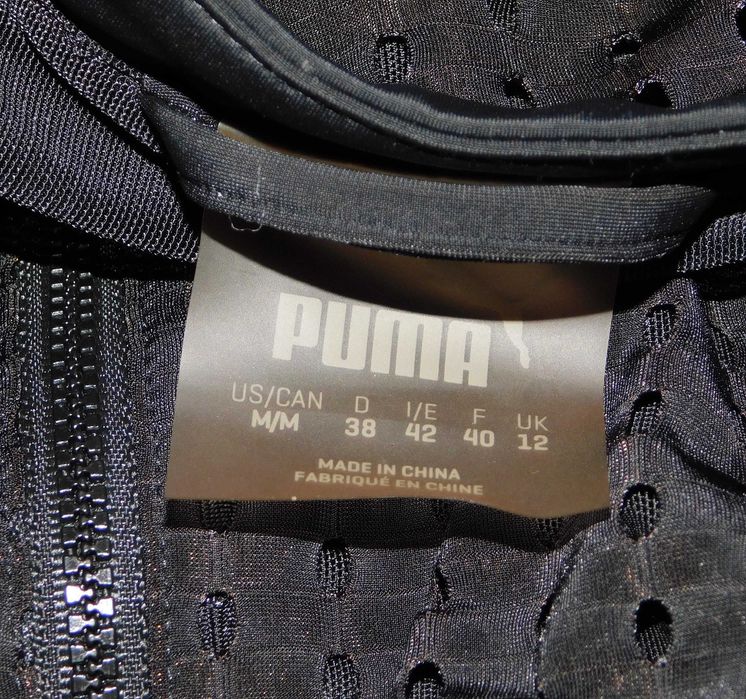 PUMA
US/CAN D I/E F UK
M/M 38 42 40 12
MADE IN CHINA
FABRIQUÉ EN CHINE